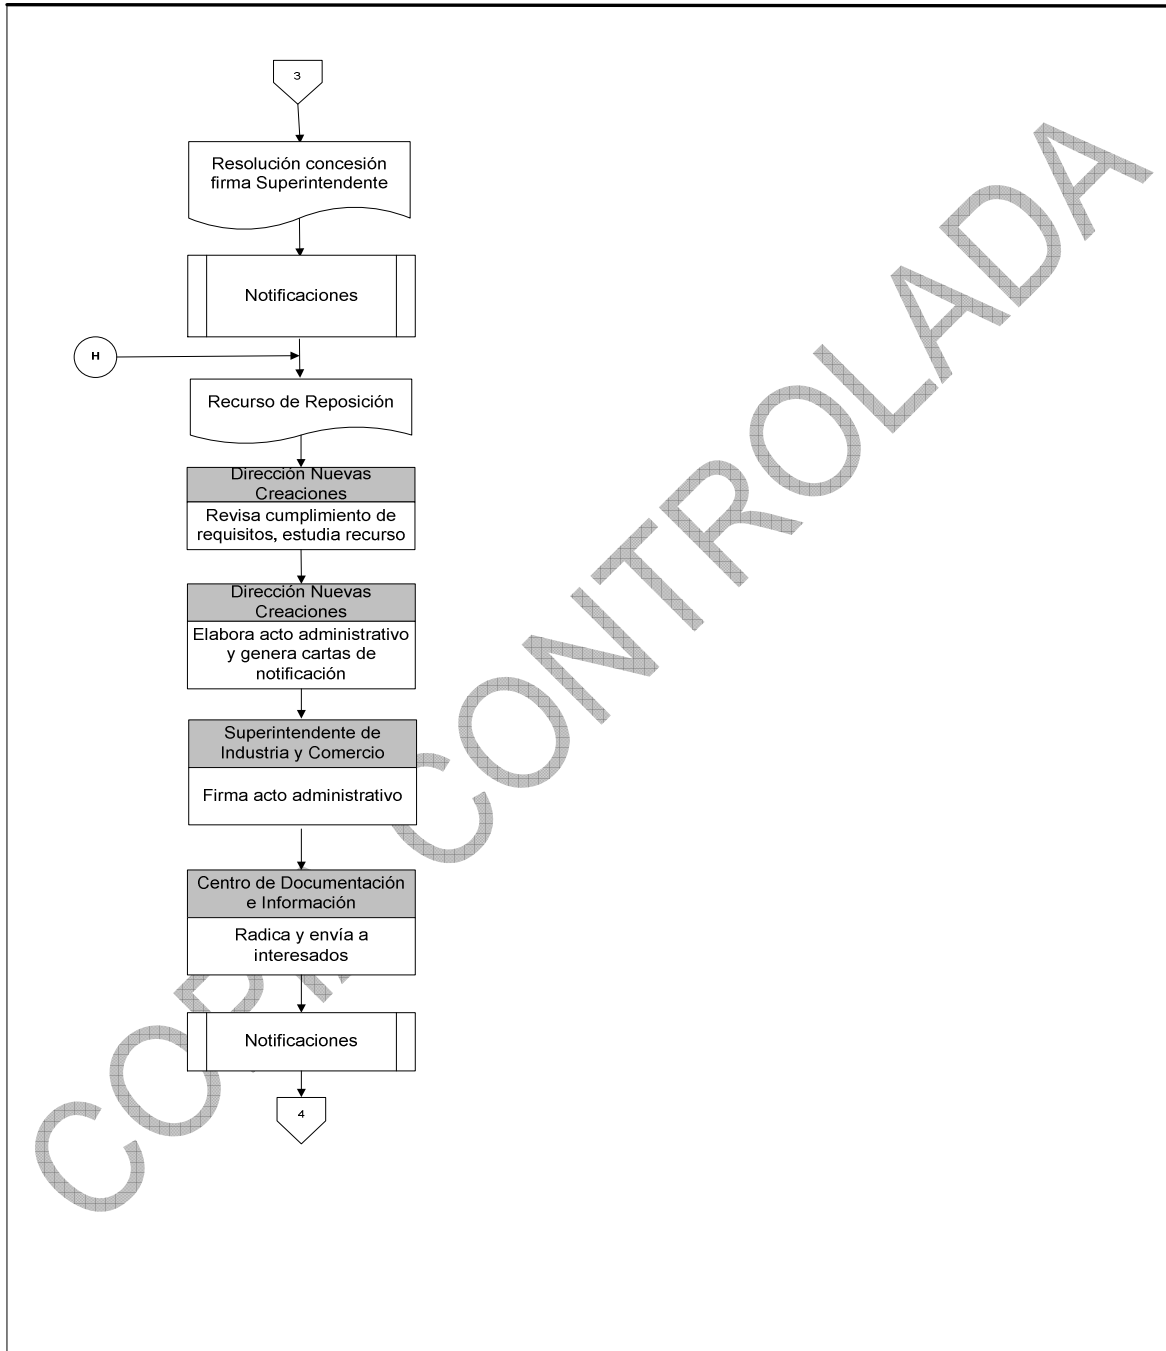 3
Resolución concesión
firma Superintendente
Notificaciones
H
Recurso de Reposición
Dirección Nuevas
Creaciones
Revisa cumplimiento de
requisitos, estudia recurso
Dirección Nuevas
Creaciones
Elabora acto administrativo
y genera cartas de
notificación
Superintendente de
Industria y Comercio
Firma acto administrativo
Centro de Documentación
e Información
Radica y envía a
interesados
Notificaciones
4
COPIA CONTROLADA